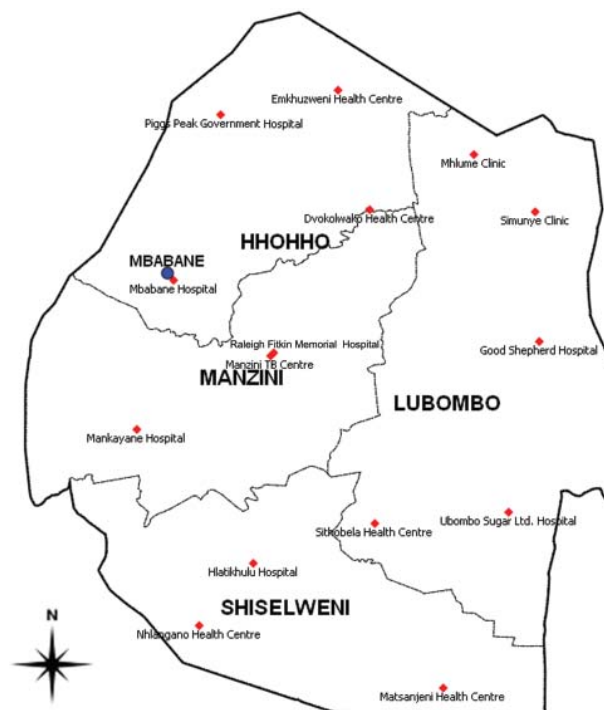 Emkhuzweni Health Centre
Piggs Peak Government Hospital
Mhlume Clinic
Dvokolwako Health Centre
Simunye Clinic
HHOHHO
MBABANE
Mbabane Hospital
Raleigh Fitkin Memorial Hospital
Good Shepherd Hospital
Manzini TB Centre
MANZINI
LUBOMBO
Mankayane Hospital
Ubombo Sugar Ltd. Hospital
Sithobela Health Centre
Hlatikhulu Hospital
SHISELWENI
N
Nhlangano Health Centre
Matsanjeni Health Centre